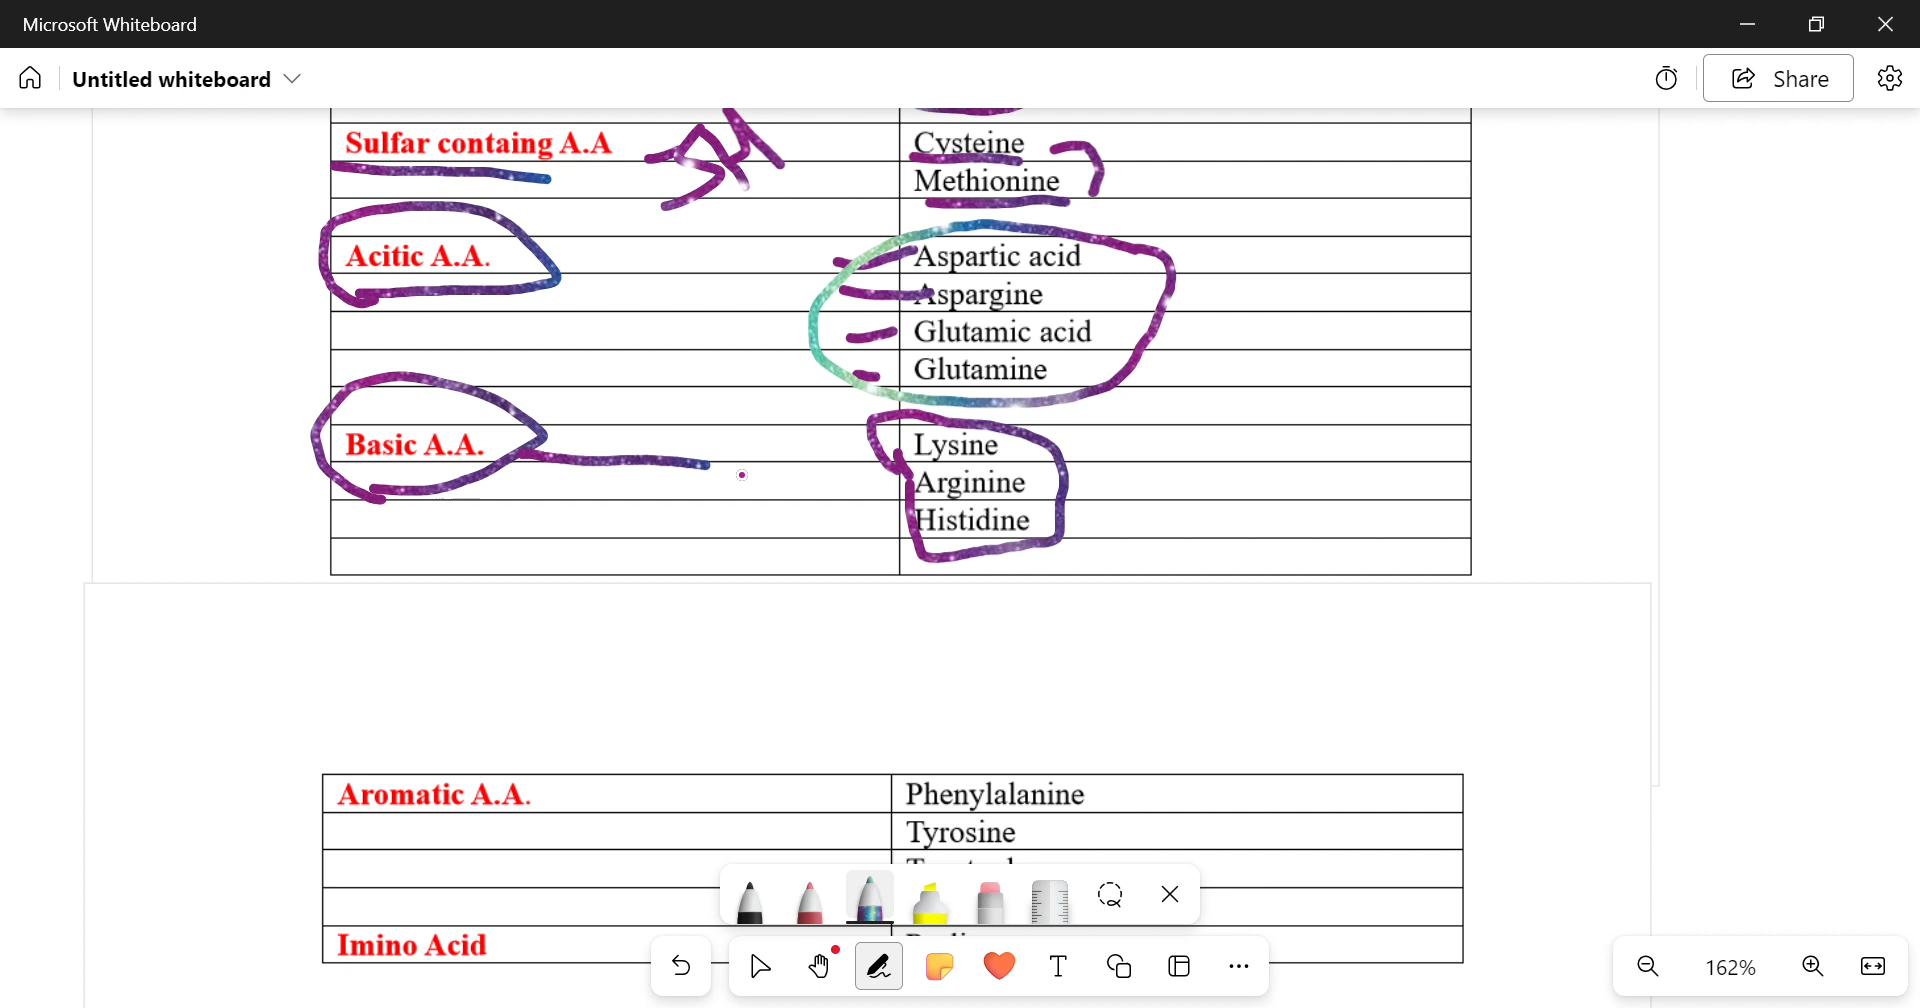 Microsoft Whiteboard
Untitled whiteboard
Share
Sulfar containg A.A
SH
Cysteine
Methionine
Acitic A.A.
Aspartic acid
Aspargine
Glutamic acid
Glutamine
Basic A.A.
Lysine
Arginine
Histidine
Aromatic A.A.
Phenylalanine
Tyrosine
Imino Acid
162%